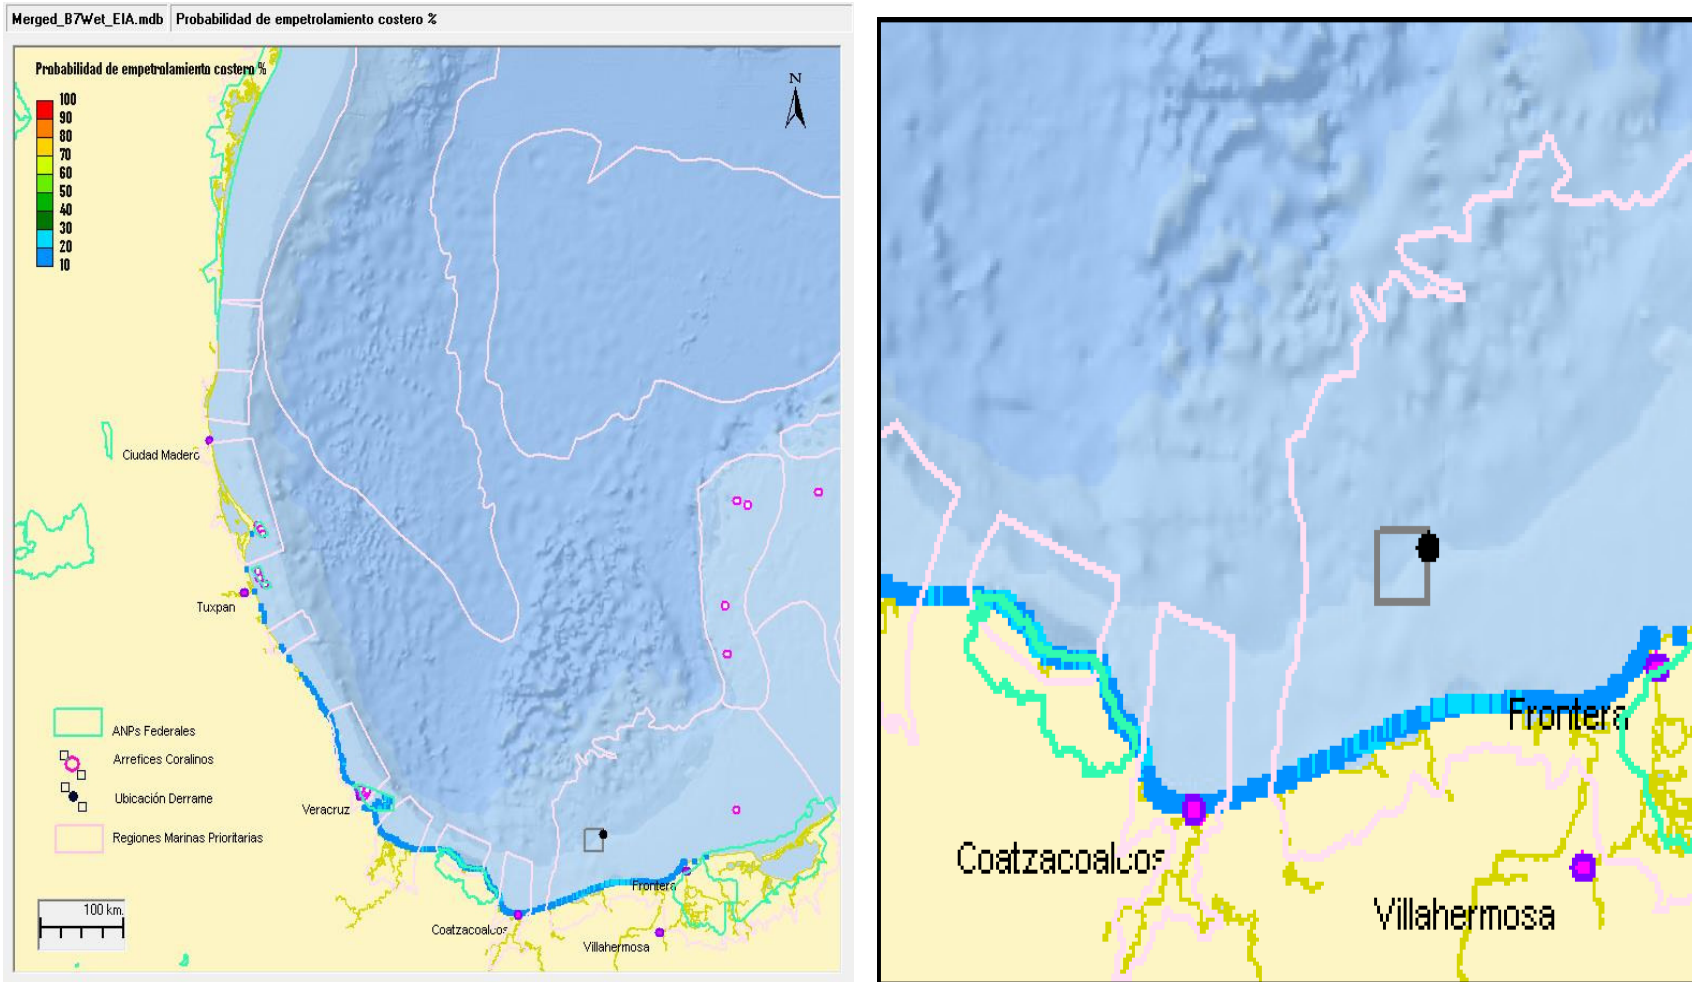 Merged_B7Wet_EIA.mdb
Probabilidad de empetrolamiento costero %
Probabilidad de empetrolamiento costero %
100
90
80
70
60
50
40
30
20
10
N
Ciudad Madero
Tuxpan
ANPs Federales
Arrefices Coralinos
Ubicación Derrame
Veracruz
Regiones Marinas Prioritarias
100 km.
Frontera
Coatzacoalcos
Villahermosa
Frontera
Coatzacoalcos
Villahermosa